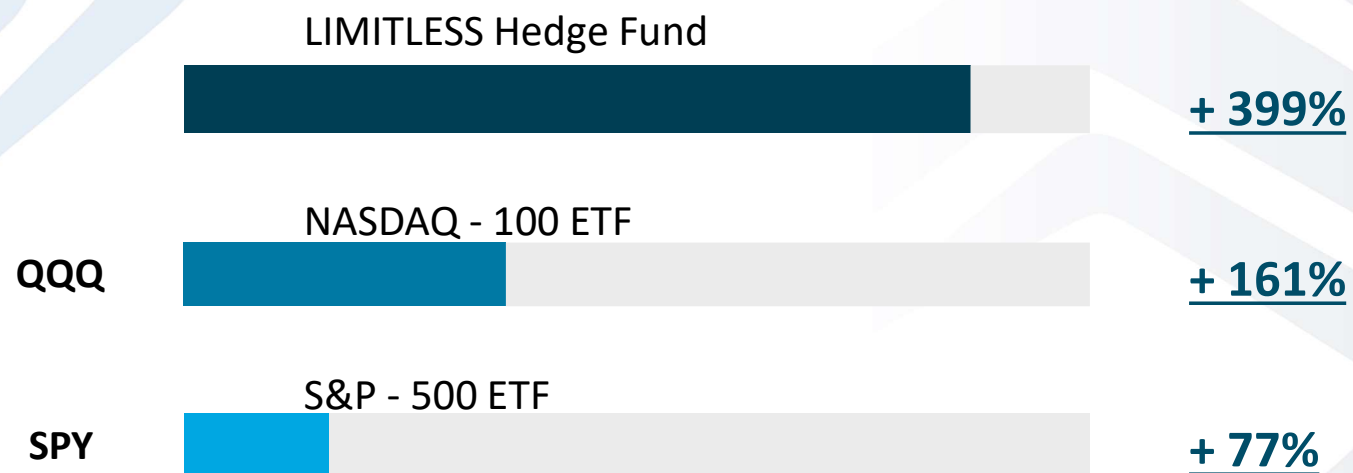 LIMITLESS Hedge Fund
+ 399%
NASDAQ - 100 ETF
QQQ
+ 161%
S&P - 500 ETF
SPY
+ 77%